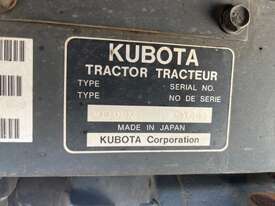 KUBOTA
TRACTOR TRACTEUR
TYPE SERIAL NO.
TYPE NO DE SERIE
MADE IN JAPAN
KUBOTA Corporation